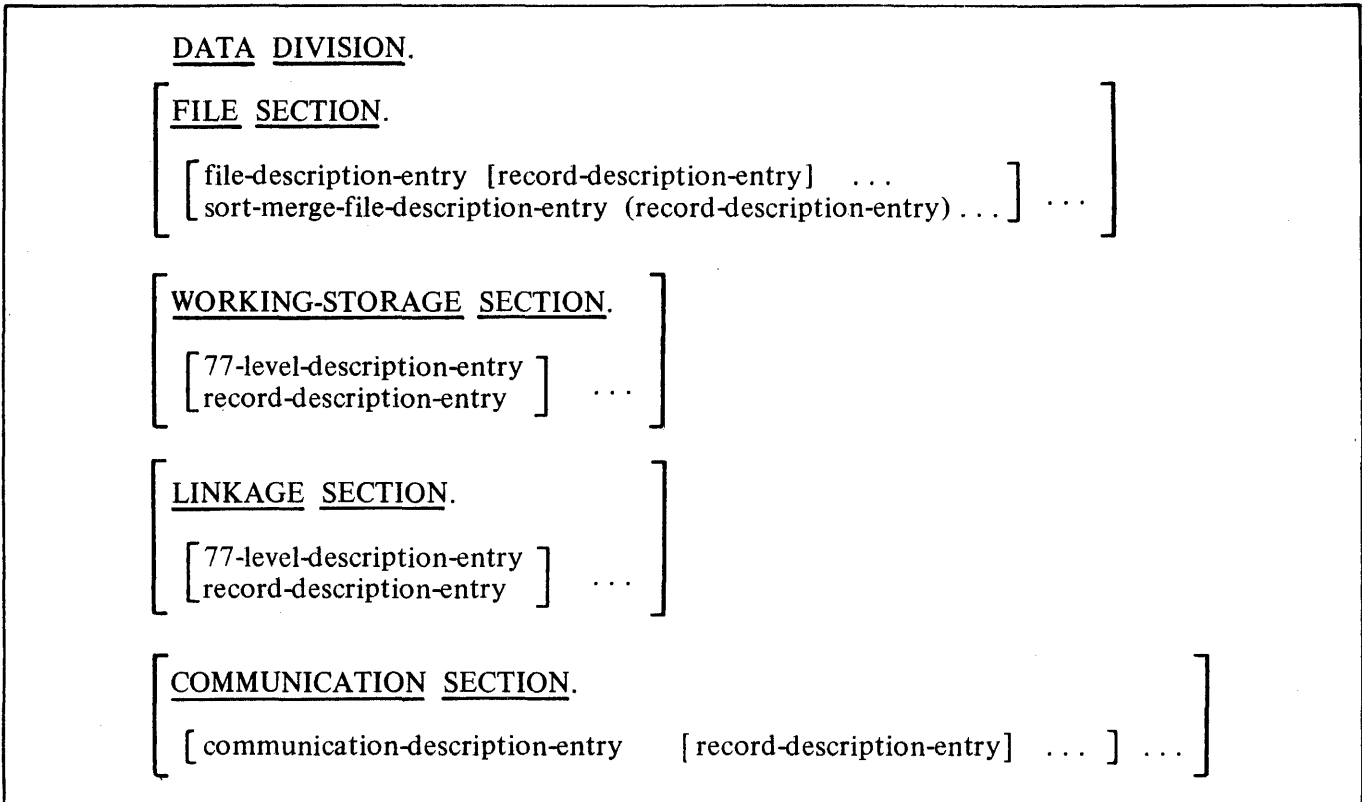 DATA DIVISION.
[FILE SECTION.
[file-description-entry [record-description-entry] ...
sort-merge-file-description-entry (record-description-entry) ... ] ... ]
[WORKING-STORAGE SECTION.
[77-level-description-entry
record-description-entry ] ... ]
[LINKAGE SECTION.
[77-level-description-entry
record-description-entry ] ... ]
[COMMUNICATION SECTION.
[communication-description-entry [record-description-entry] ... ] ... ]